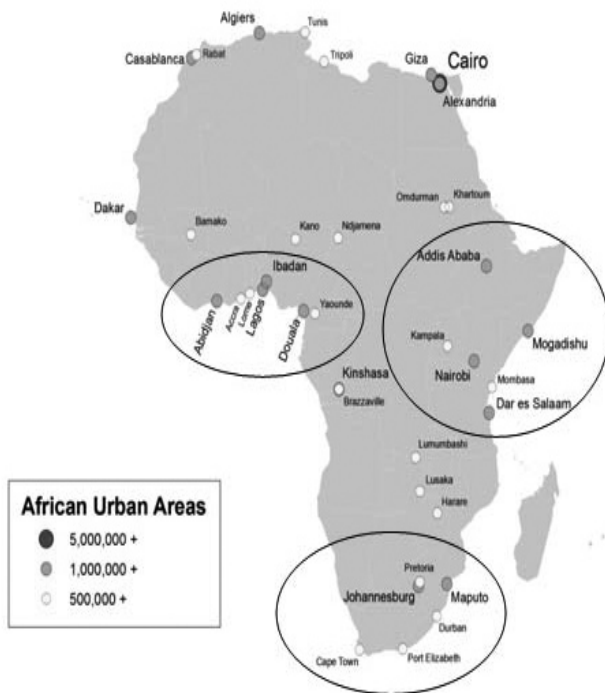 Algiers
Tunis
Casablanca
Rabat
Tripoli
Giza
Cairo
Alexandria
Dakar
Bamako
Kano
Ndjamena
Omdurman
Khartoum
Addis Ababa
Ibadan
Abidjan
Accra
Lome
Lagos
Douala
Yaounde
Kampala
Mogadishu
Nairobi
Mombasa
Kinshasa
Brazzaville
Dar es Salaam
Lumumbashi
Lusaka
Harare
African Urban Areas
5,000,000 +
1,000,000 +
500,000 +
Pretoria
Johannesburg
Maputo
Durban
Cape Town
Port Elizabeth